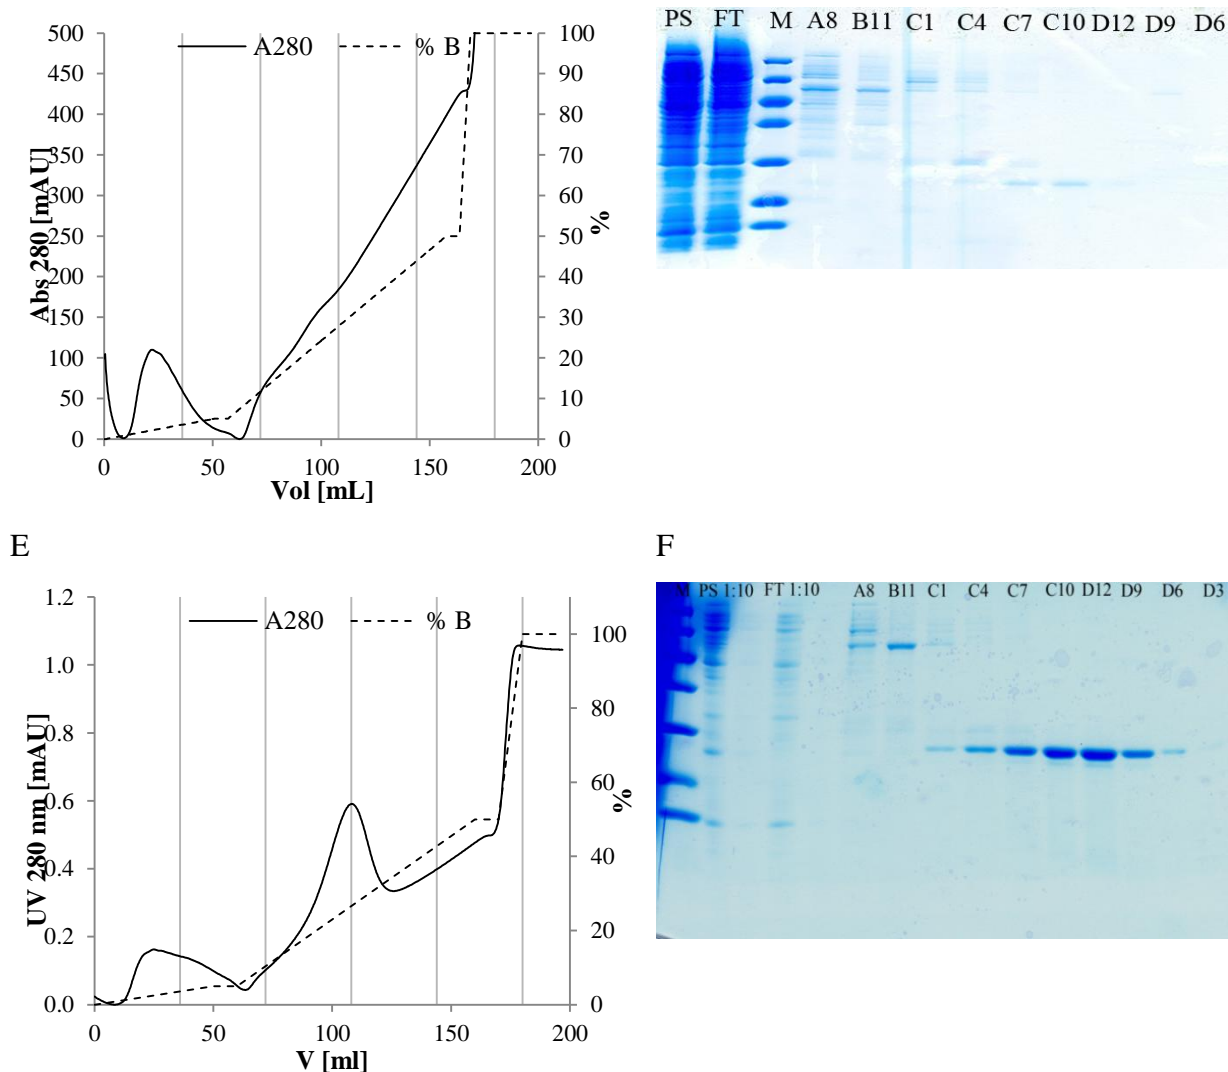 500
450
400
350
300
250
200
150
100
50
0
Abs 280 [mAU]
A280
% B
100
90
80
70
60
50
40
30
20
10
0
%
0 50 100 150 200
Vol [mL]
PS FT M A8 B11 C1 C4 C7 C10 D12 D9 D6
E
F
1.2
1.0
0.8
0.6
0.4
0.2
0.0
UV 280 nm [mAU]
A280
% B
100
80
60
40
20
0
%
0 50 100 150 200
V [ml]
M PS 1:10 FT 1:10 A8 B11 C1 C4 C7 C10 D12 D9 D6 D3